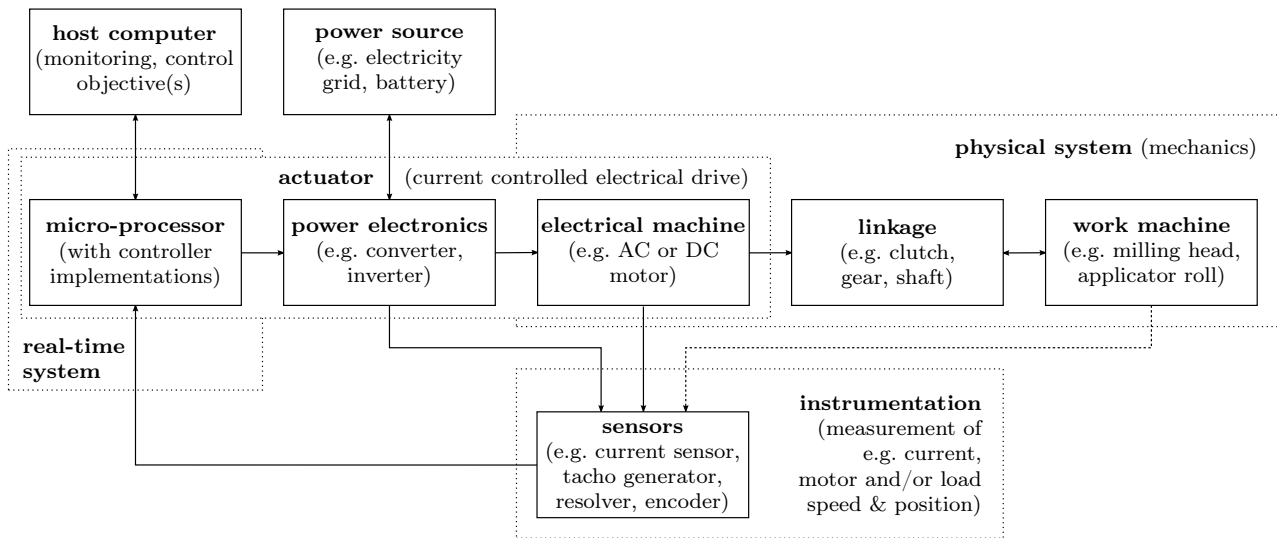 host computer
(monitoring, control
objective(s)
power source
(e.g. electricity
grid, battery)
physical system (mechanics)
actuator (current controlled electrical drive)
micro-processor
(with controller
implementations)
power electronics
(e.g. converter,
inverter)
electrical machine
(e.g. AC or DC
motor)
linkage
(e.g. clutch,
gear, shaft)
work machine
(e.g. milling head,
applicator roll)
real-time
system
sensors
(e.g. current sensor,
tacho generator,
resolver, encoder)
instrumentation
(measurement of
e.g. current,
motor and/or load
speed & position)